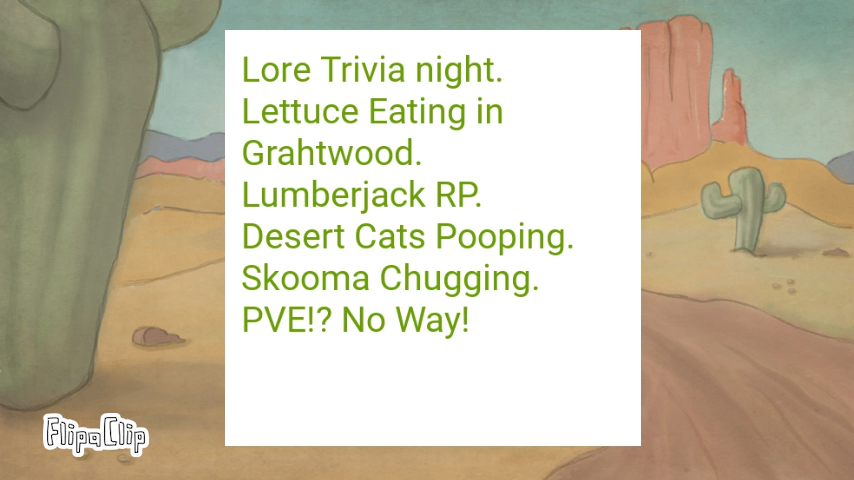 Lore Trivia night.
Lettuce Eating in
Grahtwood.
Lumberjack RP.
Desert Cats Pooping.
Skooma Chugging.
PVE!? No Way!
FlipaClip